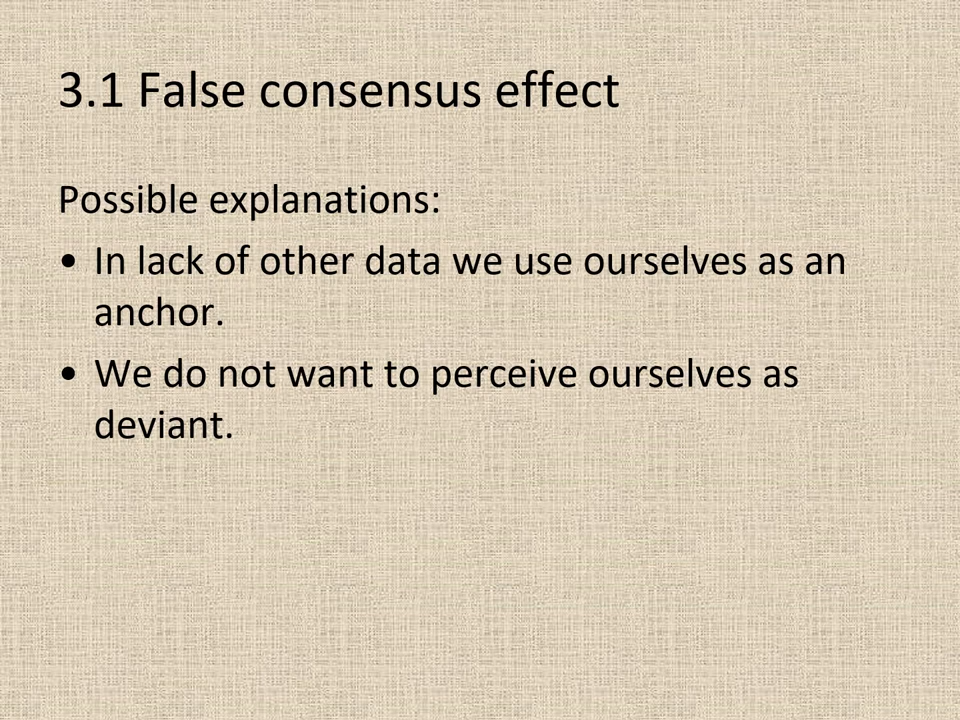 3.1 False consensus effect
Possible explanations:
• In lack of other data we use ourselves as an
anchor.
• We do not want to perceive ourselves as
deviant.